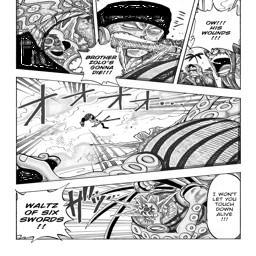 OW!!!
HIS
WOUNDS
!!!
BROTHER
ZOLO'S
GONNA
DIE!!!
I WON'T
LET YOU
TOUCH
DOWN
ALIVE
!!!
WALTZ
OF SIX
SWORDS
!!